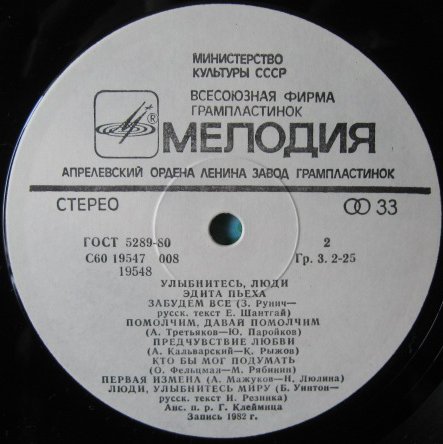 МИНИСТЕРСТВО
КУЛЬТУРЫ СССР
ВСЕСОЮЗНАЯ ФИРМА
ГРАМПЛАСТИНОК
® МЕЛОДИЯ
АПРЕЛЕВСКИЙ ОРДЕНА ЛЕНИНА ЗАВОД ГРАМПЛАСТИНОК
СТЕРЕО 33
ГОСТ 5289-80 2
С60 19547 008 Гр. 3. 2-25
19548
УЛЫБНИТЕСЬ, ЛЮДИ
ЭДИТА ПЬЕХА
ЗАБУДЕМ ВСЕ (З. Рунич—
русск. текст Е. Шантгай)
ПОМОЛЧИМ, ДАВАЙ ПОМОЛЧИМ
(А. Третьяков—Ю. Паройков)
ПРЕДЧУВСТВИЕ ЛЮБВИ
(А. Кальварский—К. Рыжов)
КТО БЫ МОГ ПОДУМАТЬ
(О. Фельцман—М. Рябинин)
ПЕРВАЯ ИЗМЕНА (А. Мажуков—Н. Люлина)
ЛЮДИ, УЛЫБНИТЕСЬ МИРУ (Б. Уинтон—
русск. текст И. Резника)
Анс. п р. Г. Клеймица
Запись 1982 г.